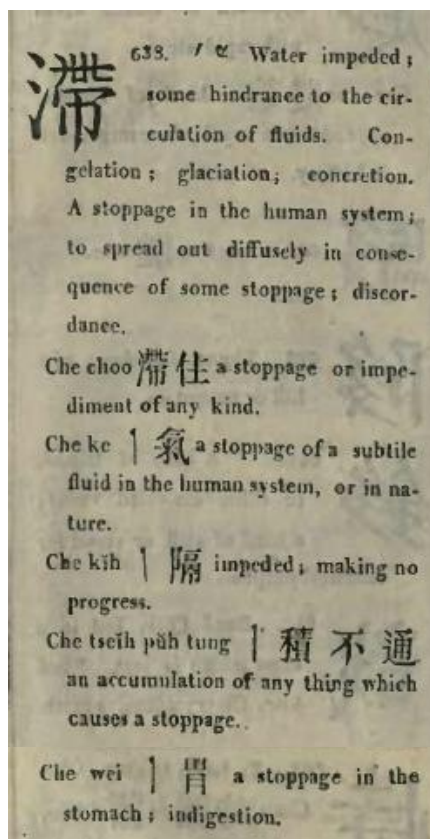 滯 633. Water impeded;
some hindrance to the cir-
culation of fluids. Con-
gelation; glaciation; concretion.
A stoppage in the human system;
to spread out diffusely in conse-
quence of some stoppage; discor-
dance.
Che choo 滯住 a stoppage or impe-
diment of any kind.
Che ke 丨氣 a stoppage of a subtile
fluid in the human system, or in na-
ture.
Che kĭh 丨隔 impeded; making no
progress.
Che tseĭh pŭh tung 丨積不通
an accumulation of any thing which
causes a stoppage.
Che wei 丨胃 a stoppage in the
stomach; indigestion.